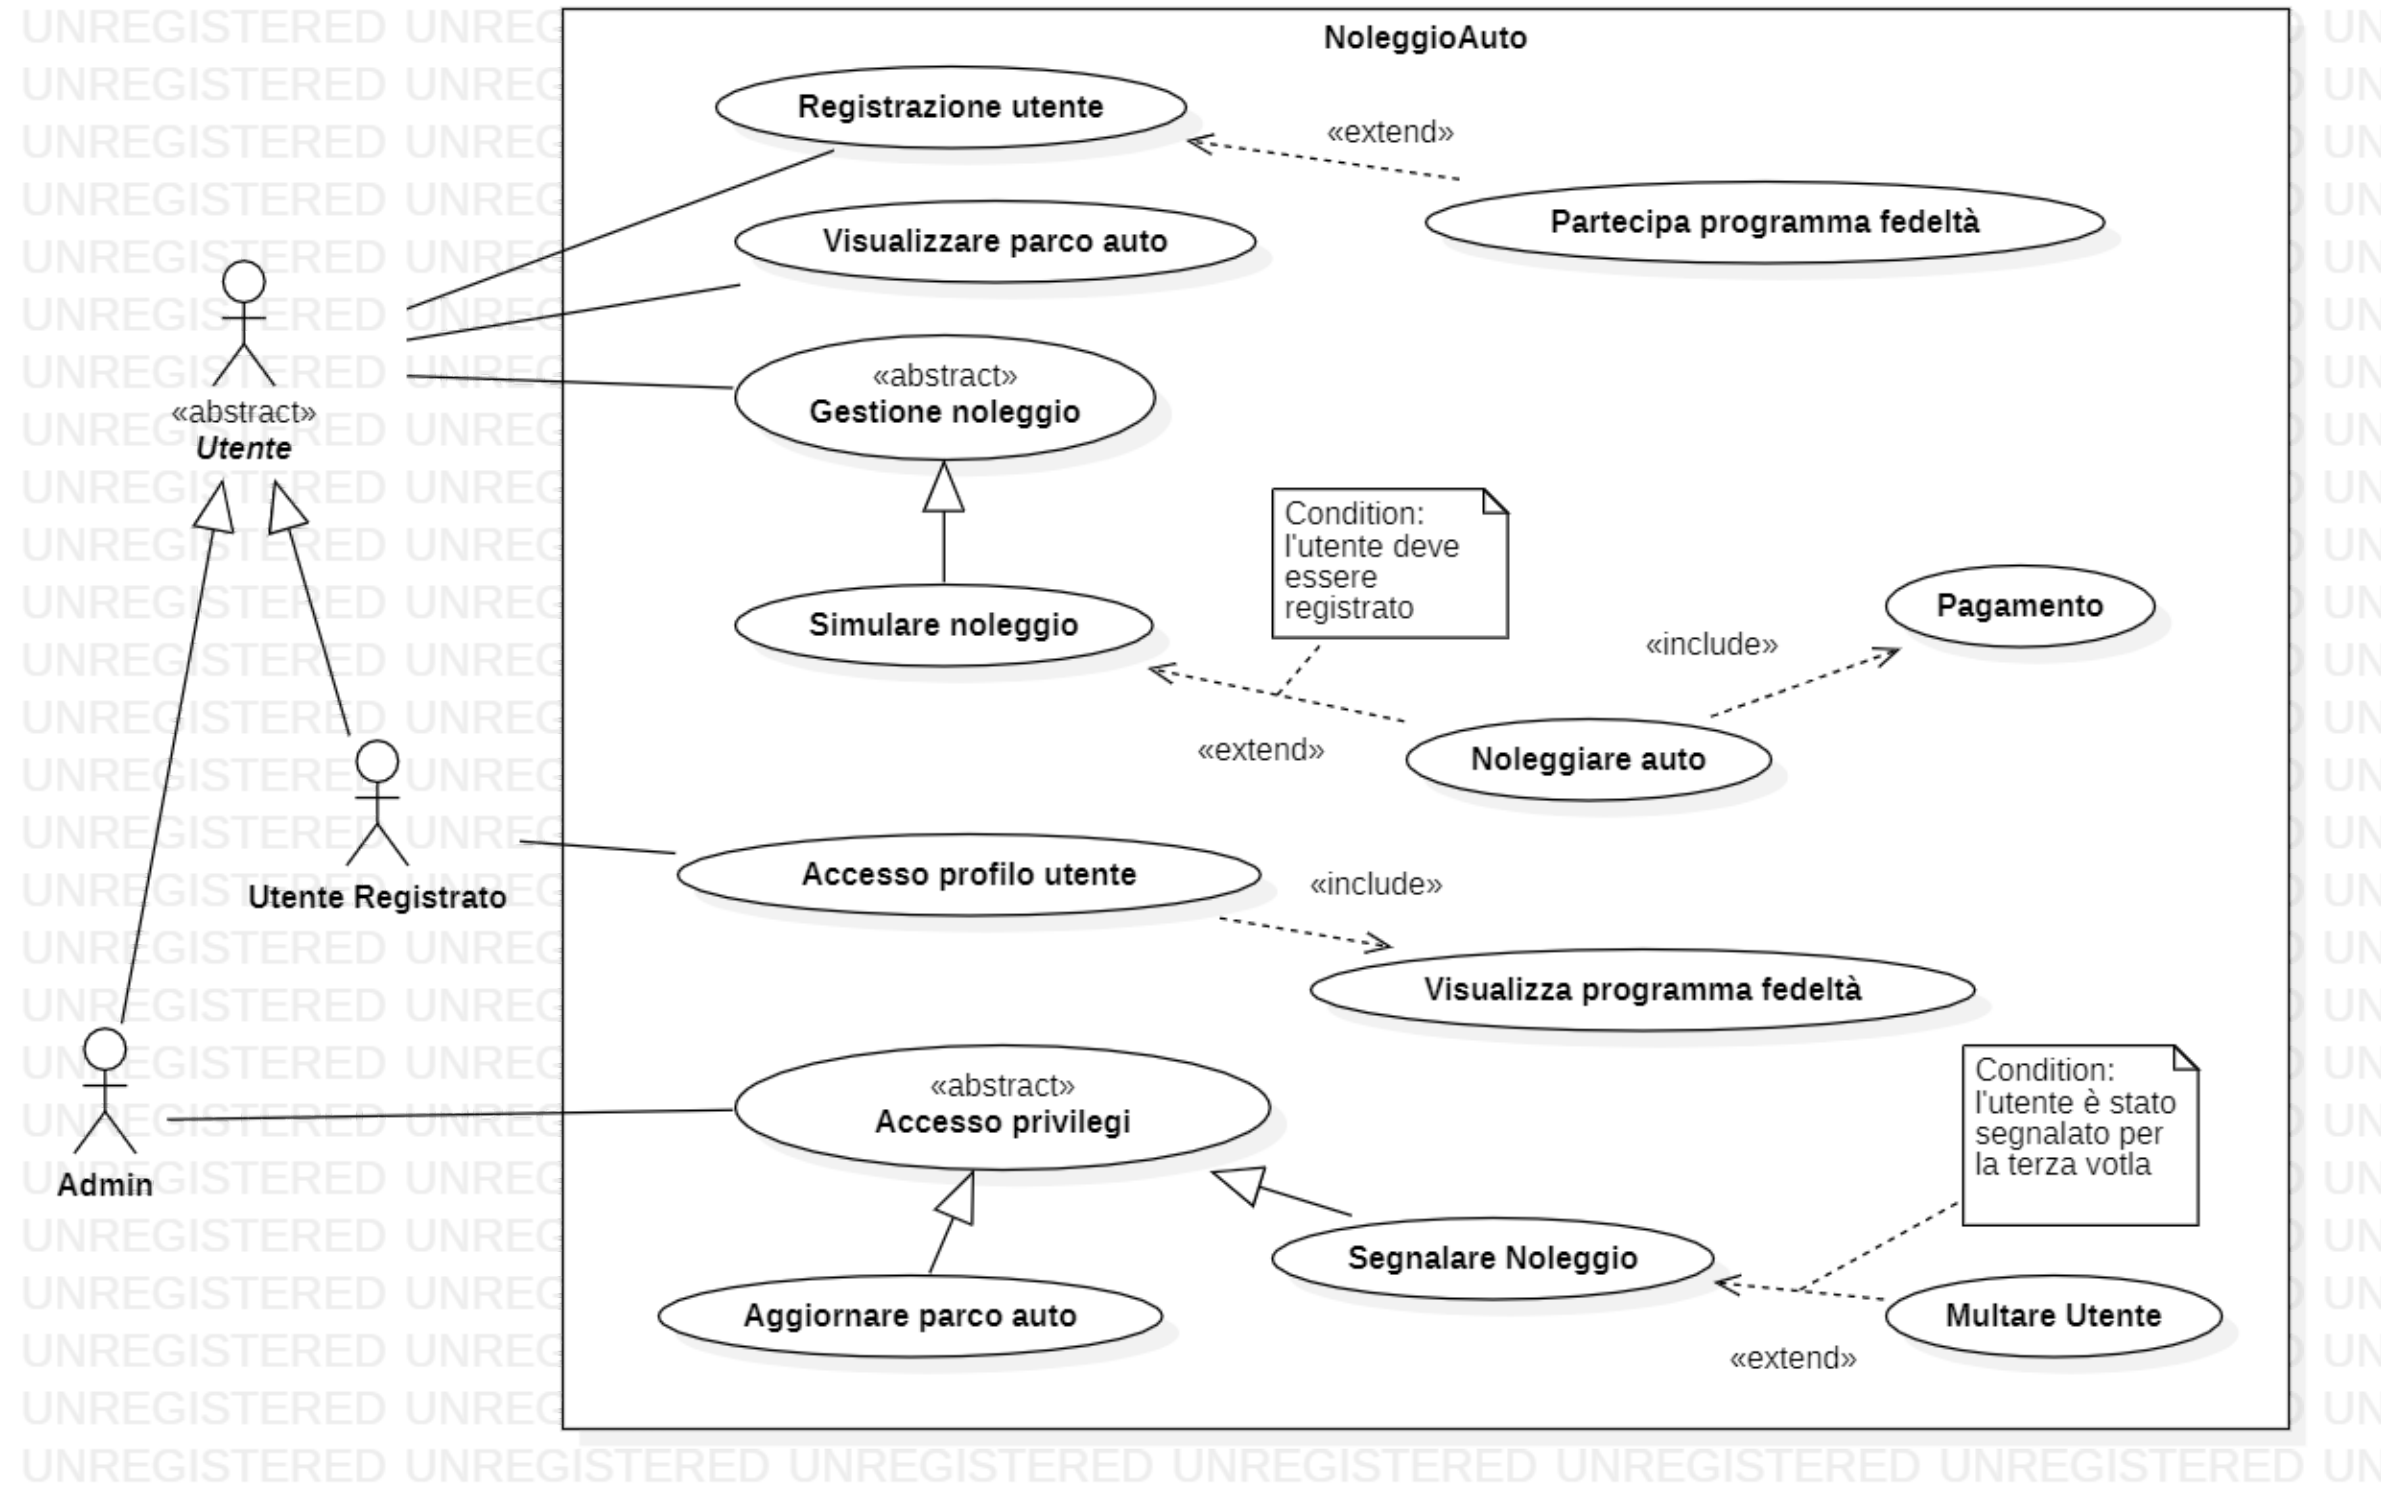 NoleggioAuto
Registrazione utente
«extend»
Partecipa programma fedeltà
Visualizzare parco auto
«abstract»
Utente
«abstract»
Gestione noleggio
Condition:
l'utente deve
essere
registrato
Simulare noleggio
Pagamento
«include»
«extend»
Noleggiare auto
Utente Registrato
Accesso profilo utente
«include»
Visualizza programma fedeltà
Admin
«abstract»
Accesso privilegi
Condition:
l'utente è stato
segnalato per
la terza votla
Segnalare Noleggio
Aggiornare parco auto
Multare Utente
«extend»
UNREGISTERED UNREGISTERED UNREGISTERED UNREGISTERED UNREGISTERED UNREGISTERED